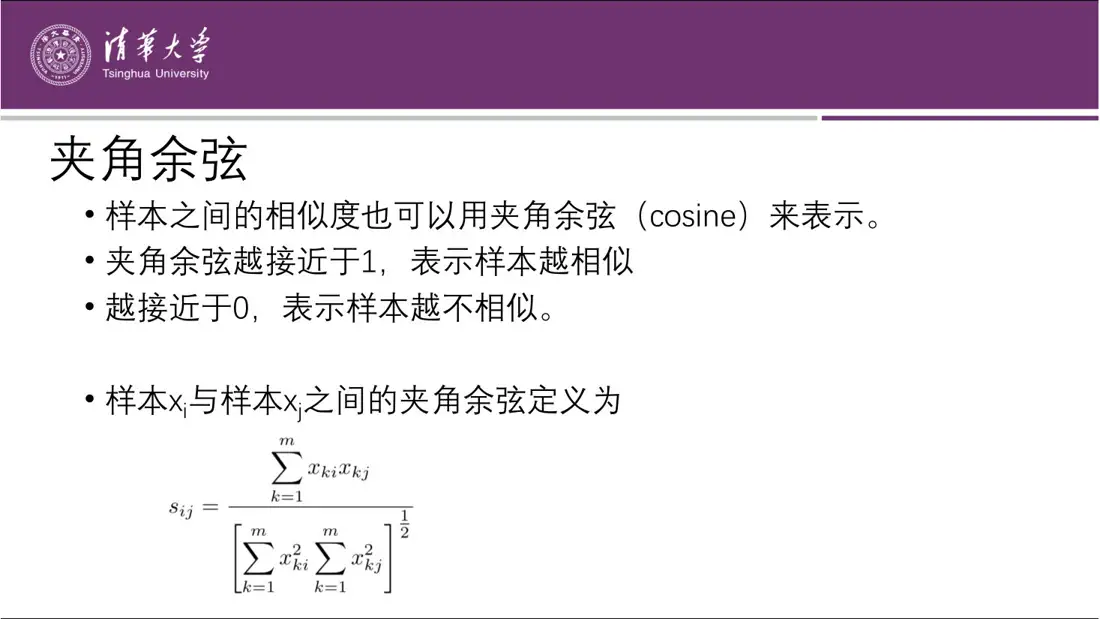 清华大学
Tsinghua University
夹角余弦
• 样本之间的相似度也可以用夹角余弦（cosine）来表示。
• 夹角余弦越接近于1，表示样本越相似
• 越接近于0，表示样本越不相似。
• 样本xᵢ与样本xⱼ之间的夹角余弦定义为
s_{ij} = \frac{\sum_{k=1}^{m} x_{ki} x_{kj}}{\left[ \sum_{k=1}^{m} x_{ki}^{2} \sum_{k=1}^{m} x_{kj}^{2} \right]^{\frac{1}{2}}}